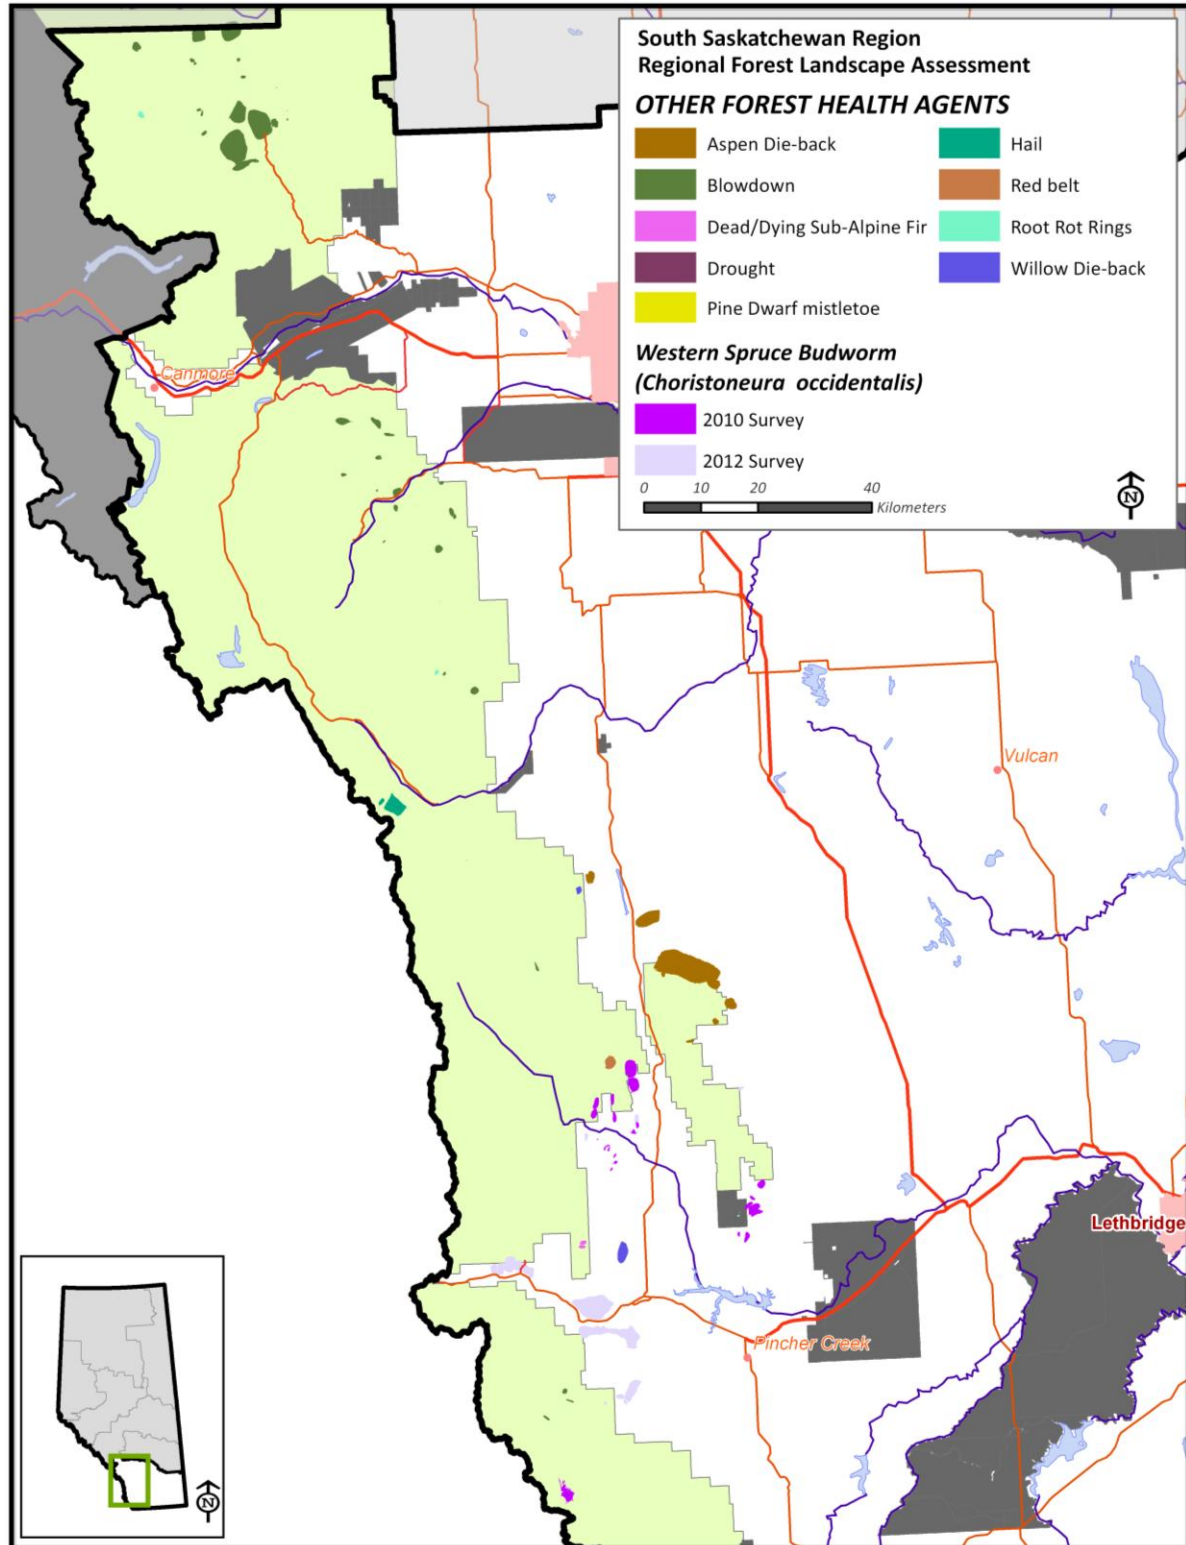 South Saskatchewan Region
Regional Forest Landscape Assessment
OTHER FOREST HEALTH AGENTS
Aspen Die-back
Hail
Blowdown
Red belt
Dead/Dying Sub-Alpine Fir
Root Rot Rings
Drought
Willow Die-back
Pine Dwarf mistletoe
Western Spruce Budworm
(Choristoneura occidentalis)
2010 Survey
2012 Survey
0 10 20 40
Kilometers
N
Canmore
Vulcan
Lethbridge
Pincher Creek
N